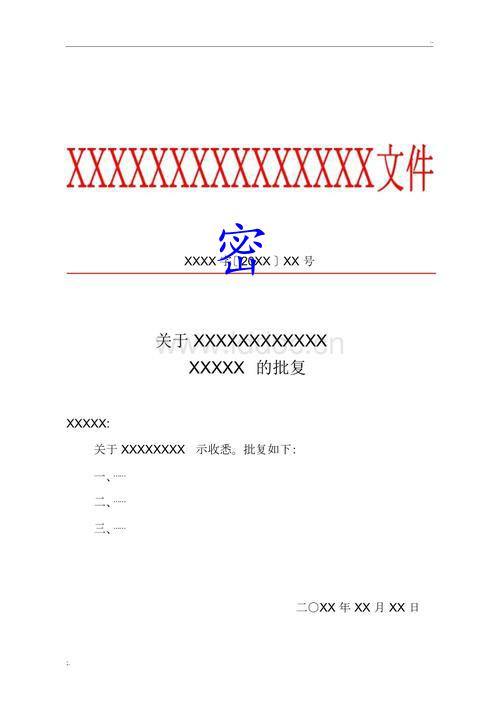 XXXXXXXXXXXXXXX文件
密
XXXX 字〔20XX〕XX 号
关于 XXXXXXXXXXXX
XXXXX 的批复
XXXXX:
关于 XXXXXXXX 示收悉。批复如下:
一、……
二、……
三、……
二〇XX 年 XX 月 XX 日